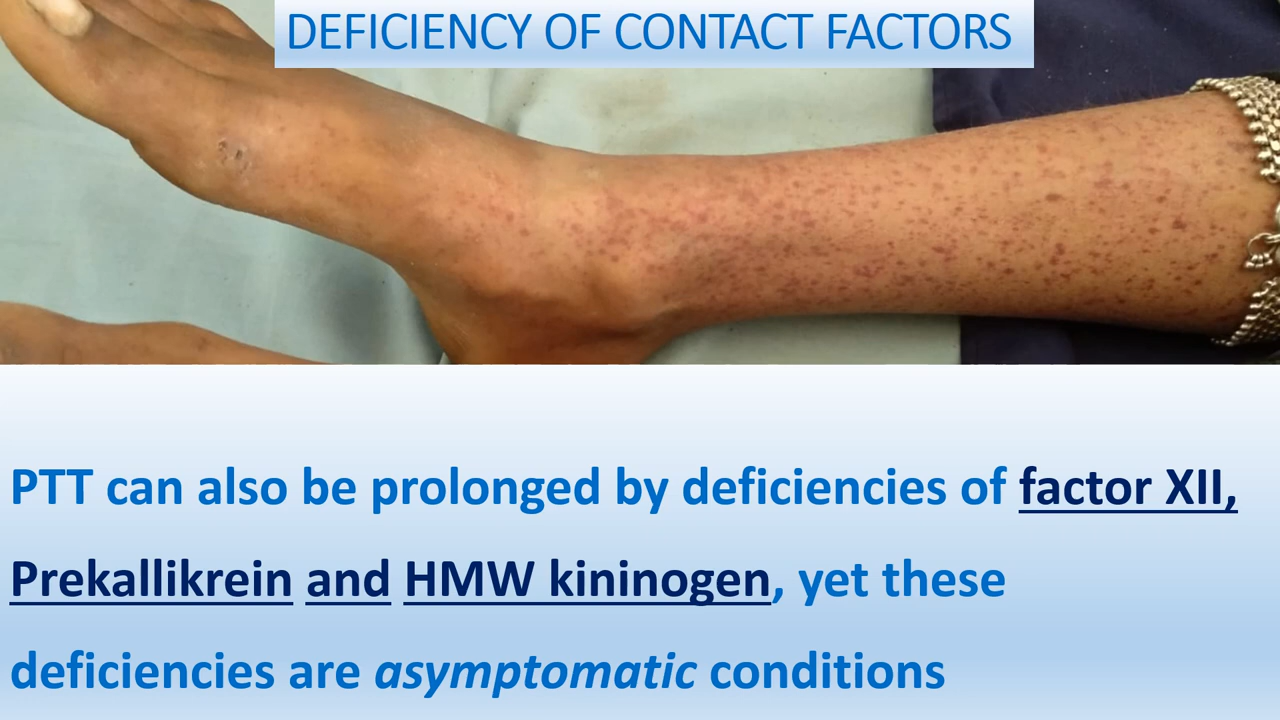 DEFICIENCY OF CONTACT FACTORS
PTT can also be prolonged by deficiencies of factor XII,
Prekallikrein and HMW kininogen, yet these
deficiencies are asymptomatic conditions